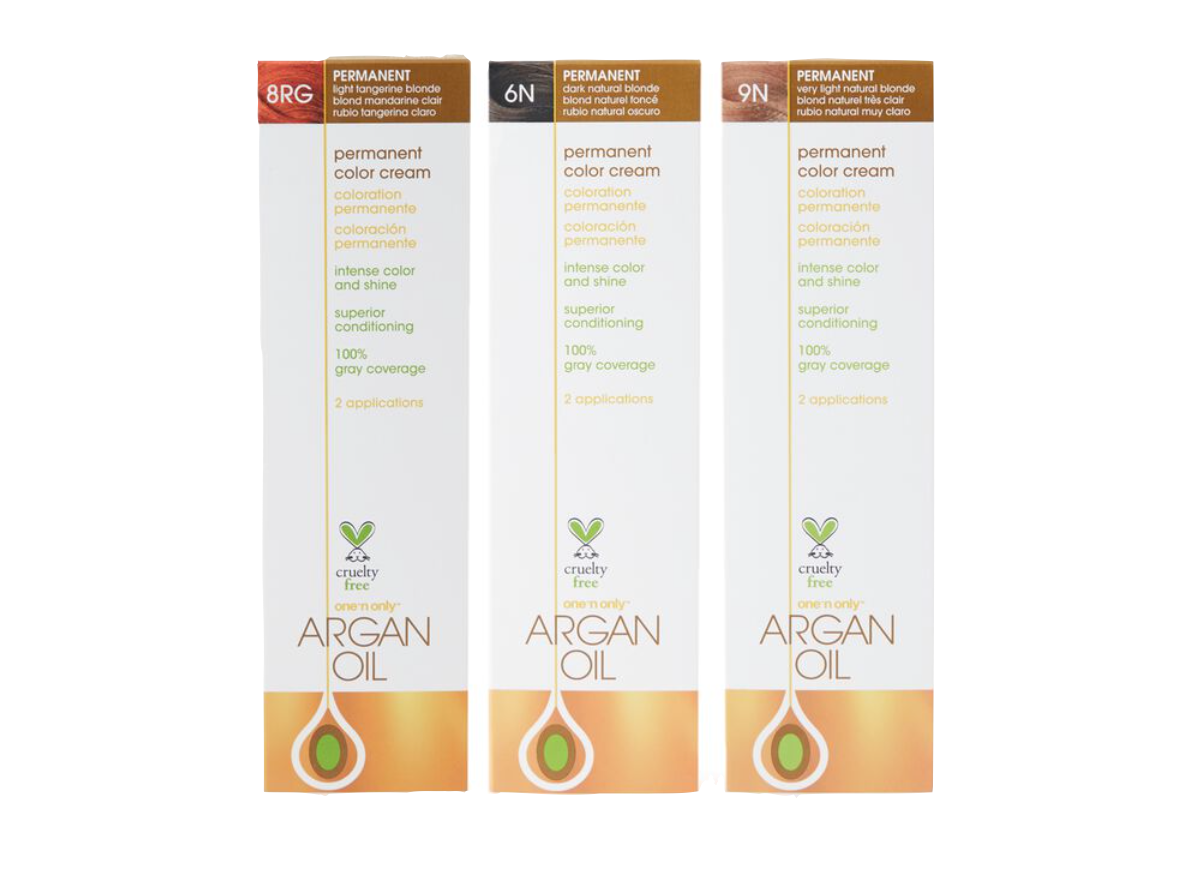 8RG
PERMANENT
light tangerine blonde
blond mandarine clair
rubio tangerina claro
permanent
color cream
coloration
permanente
coloración
permanente
intense color
and shine
superior
conditioning
100%
gray coverage
2 applications
cruelty
free
one 'n only™
ARGAN
OIL
6N
PERMANENT
dark natural blonde
blond naturel foncé
rubio natural oscuro
permanent
color cream
coloration
permanente
coloración
permanente
intense color
and shine
superior
conditioning
100%
gray coverage
2 applications
cruelty
free
one 'n only™
ARGAN
OIL
9N
PERMANENT
very light natural blonde
blond naturel très clair
rubio natural muy claro
permanent
color cream
coloration
permanente
coloración
permanente
intense color
and shine
superior
conditioning
100%
gray coverage
2 applications
cruelty
free
one 'n only™
ARGAN
OIL